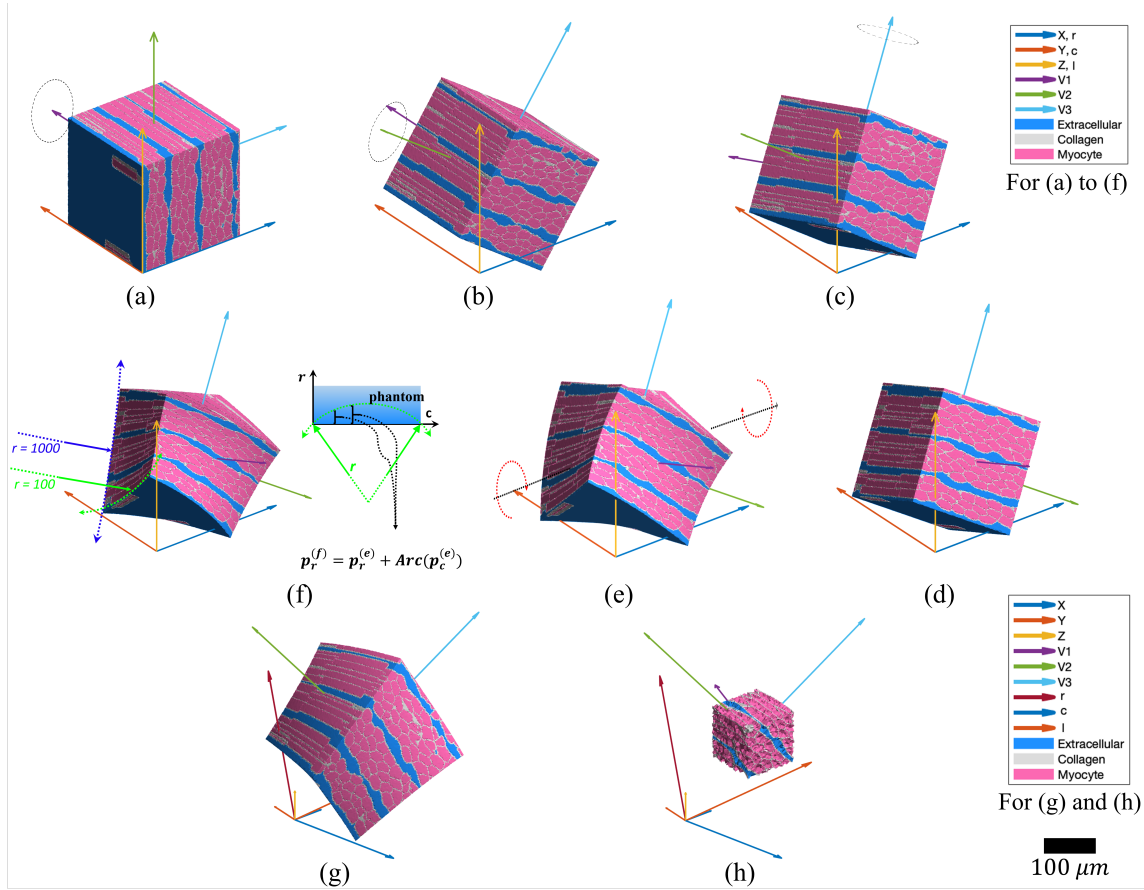 X, r
Y, c
Z, l
V1
V2
V3
Extracellular
Collagen
Myocyte
For (a) to (f)
(a)
(b)
(c)
r = 1000
r = 100
r
phantom
c
r
p_r^(f) = p_r^(e) + Arc(p_c^(e))
(f)
(e)
(d)
X
Y
Z
V1
V2
V3
r
c
l
Extracellular
Collagen
Myocyte
For (g) and (h)
(g)
(h)
100 μm